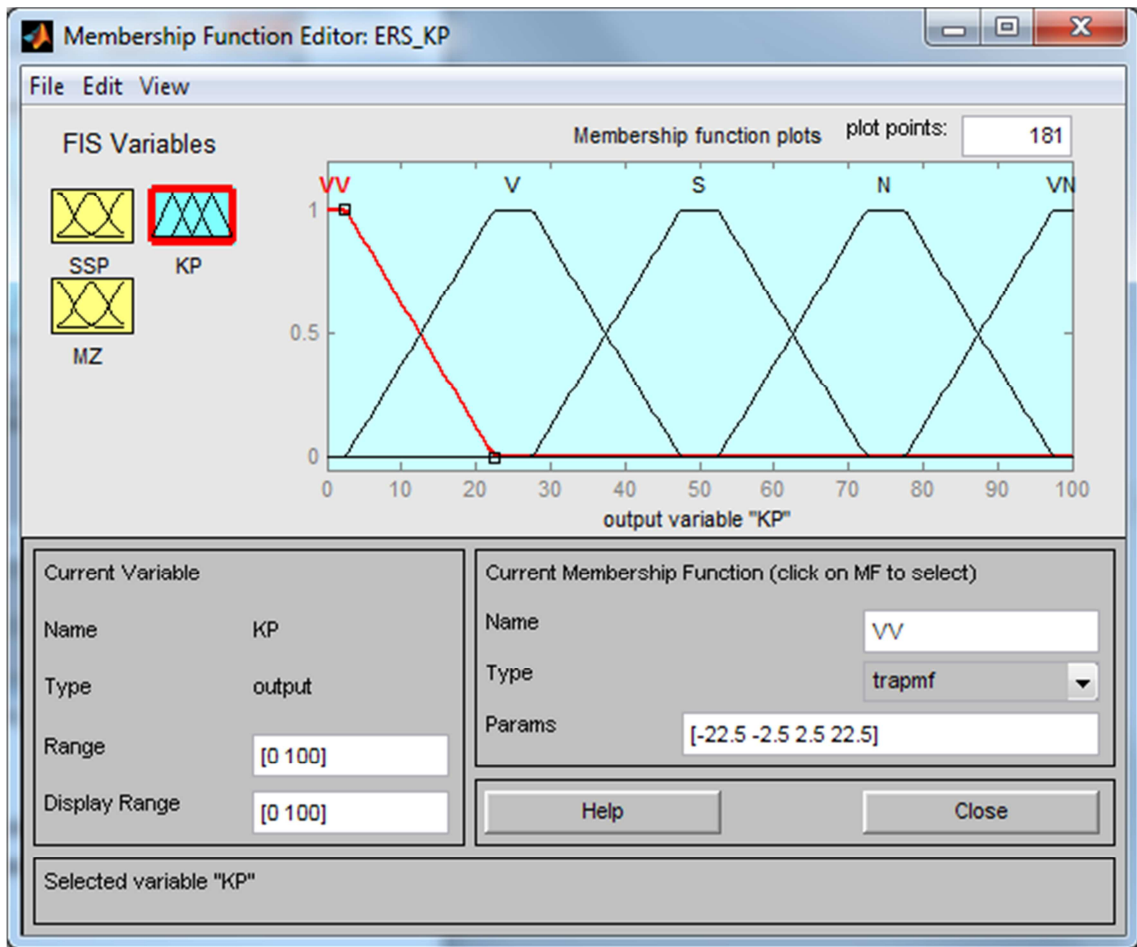 Membership Function Editor: ERS_KP
File Edit View
FIS Variables
SSP KP
MZ
Membership function plots plot points: 181
VV V S N VN
1
0.5
0
0 10 20 30 40 50 60 70 80 90 100
output variable "KP"
Current Variable
Name KP
Type output
Range [0 100]
Display Range [0 100]
Current Membership Function (click on MF to select)
Name VV
Type trapmf
Params [-22.5 -2.5 2.5 22.5]
Help Close
Selected variable "KP"